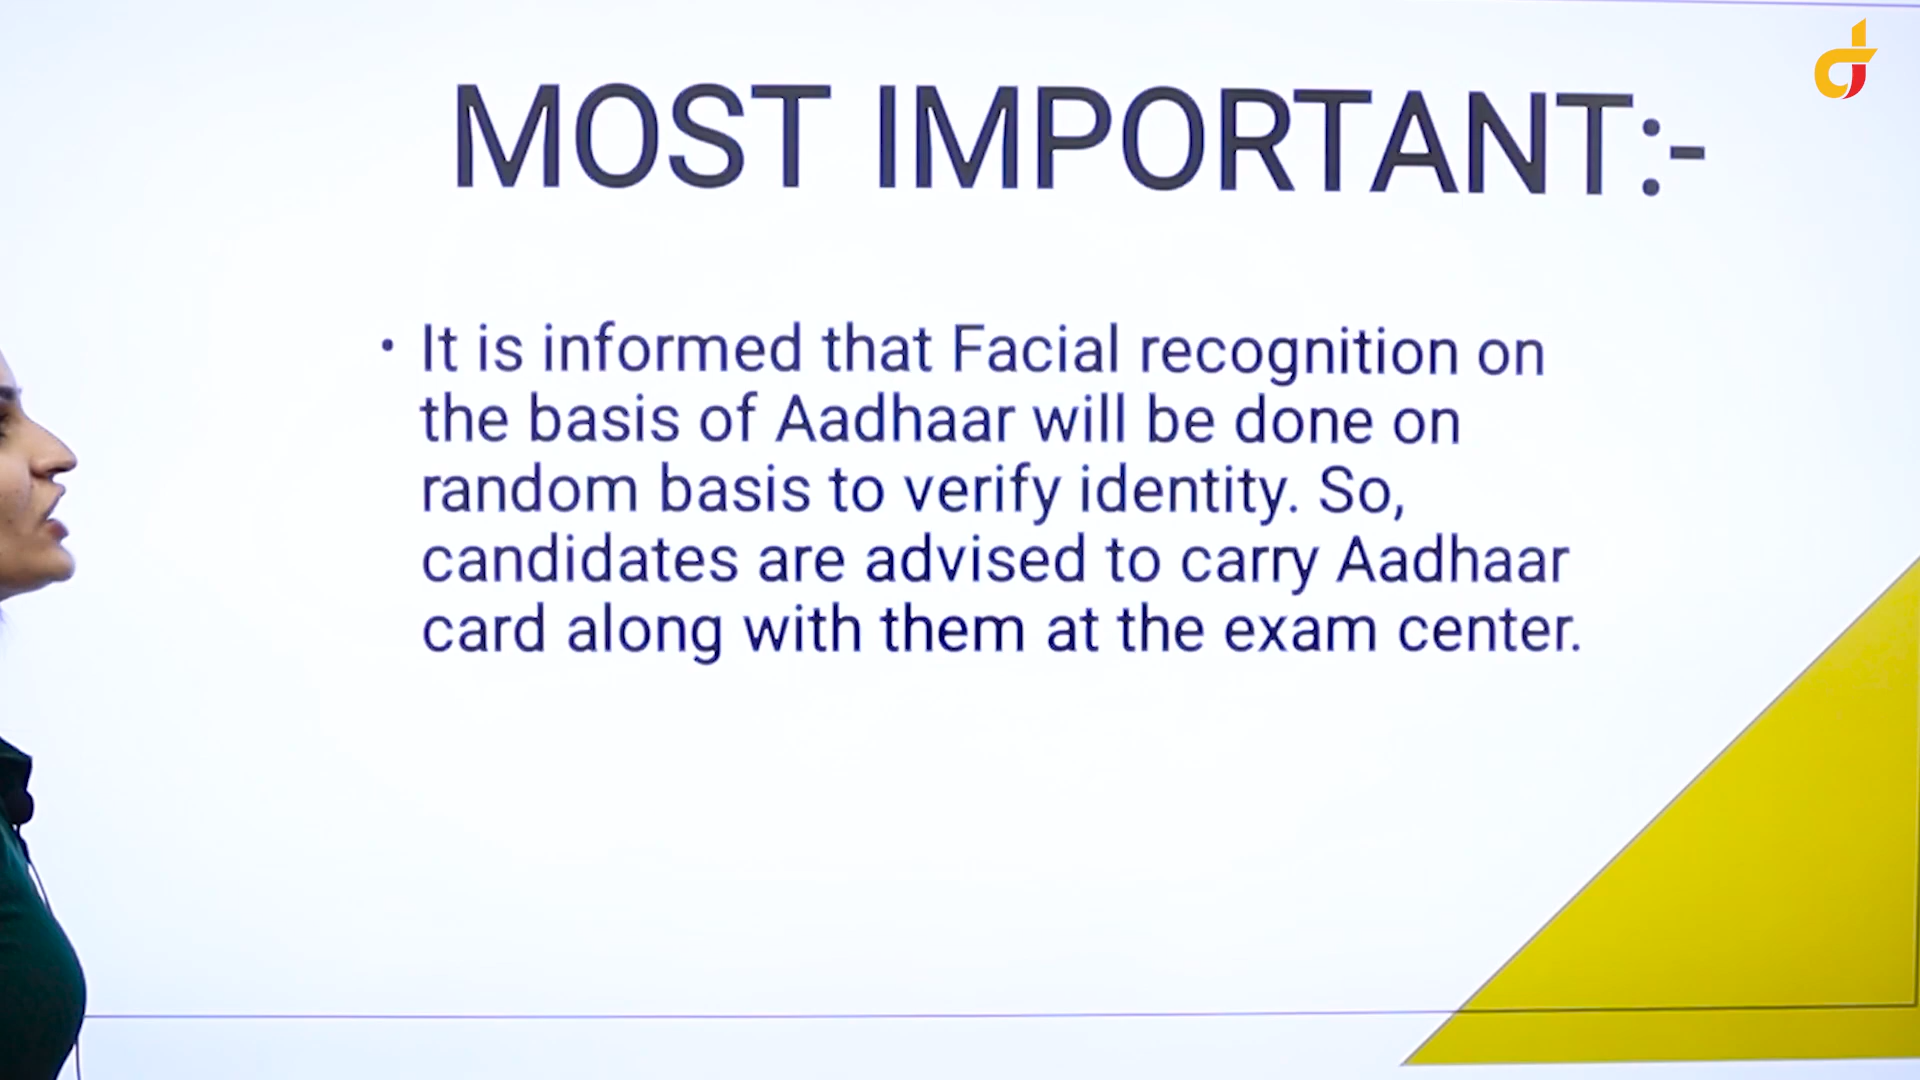 MOST IMPORTANT:-
• It is informed that Facial recognition on
the basis of Aadhaar will be done on
random basis to verify identity. So,
candidates are advised to carry Aadhaar
card along with them at the exam center.